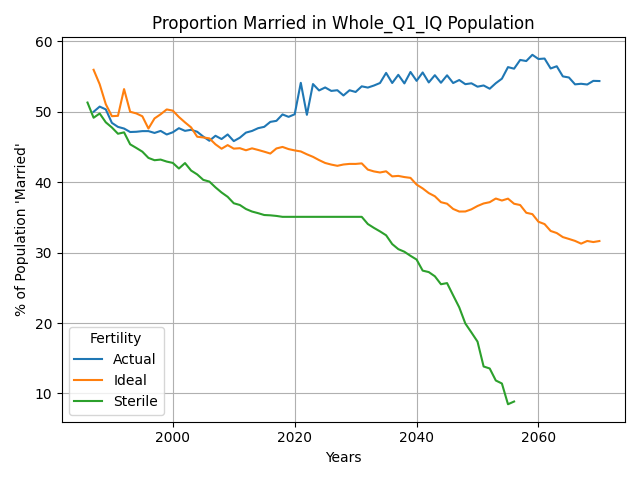 Proportion Married in Whole_Q1_IQ Population
% of Population 'Married'
60
50
40
30
20
10
Fertility
Actual
Ideal
Sterile
2000
2020
2040
2060
Years